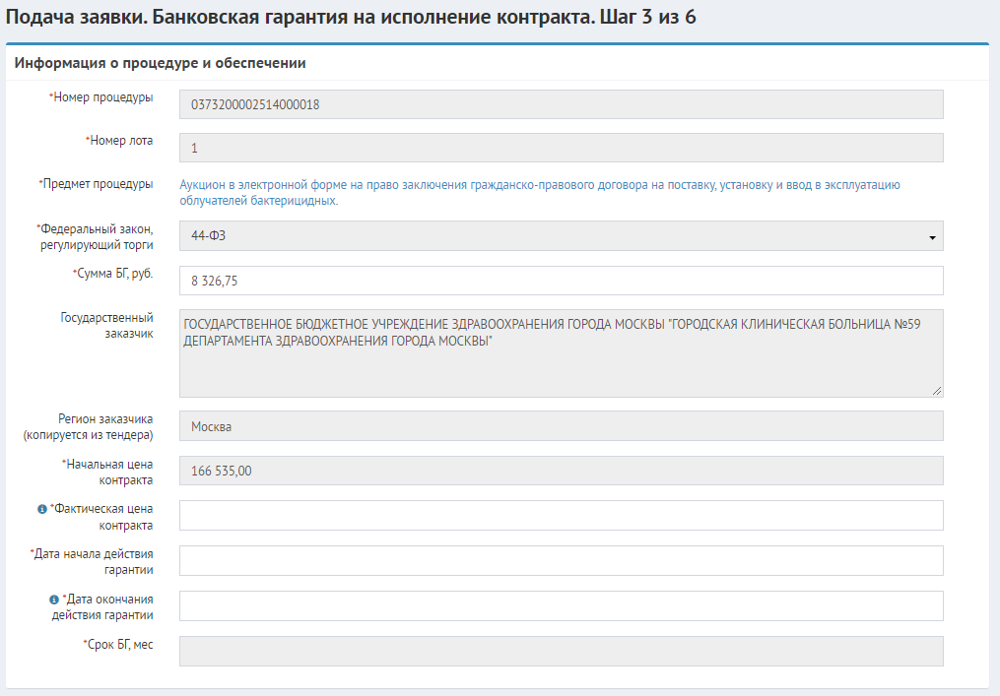 Подача заявки. Банковская гарантия на исполнение контракта. Шаг 3 из 6
Информация о процедуре и обеспечении
*Номер процедуры
0373200002514000018
*Номер лота
1
*Предмет процедуры
Аукцион в электронной форме на право заключения гражданско-правового договора на поставку, установку и ввод в эксплуатацию
облучателей бактерицидных.
*Федеральный закон,
регулирующий торги
44-ФЗ
*Сумма БГ, руб.
8 326,75
Государственный
заказчик
ГОСУДАРСТВЕННОЕ БЮДЖЕТНОЕ УЧРЕЖДЕНИЕ ЗДРАВООХРАНЕНИЯ ГОРОДА МОСКВЫ "ГОРОДСКАЯ КЛИНИЧЕСКАЯ БОЛЬНИЦА №59
ДЕПАРТАМЕНТА ЗДРАВООХРАНЕНИЯ ГОРОДА МОСКВЫ"
Регион заказчика
(копируется из тендера)
Москва
*Начальная цена
контракта
166 535,00
*Фактическая цена
контракта
*Дата начала действия
гарантии
*Дата окончания
действия гарантии
*Срок БГ, мес